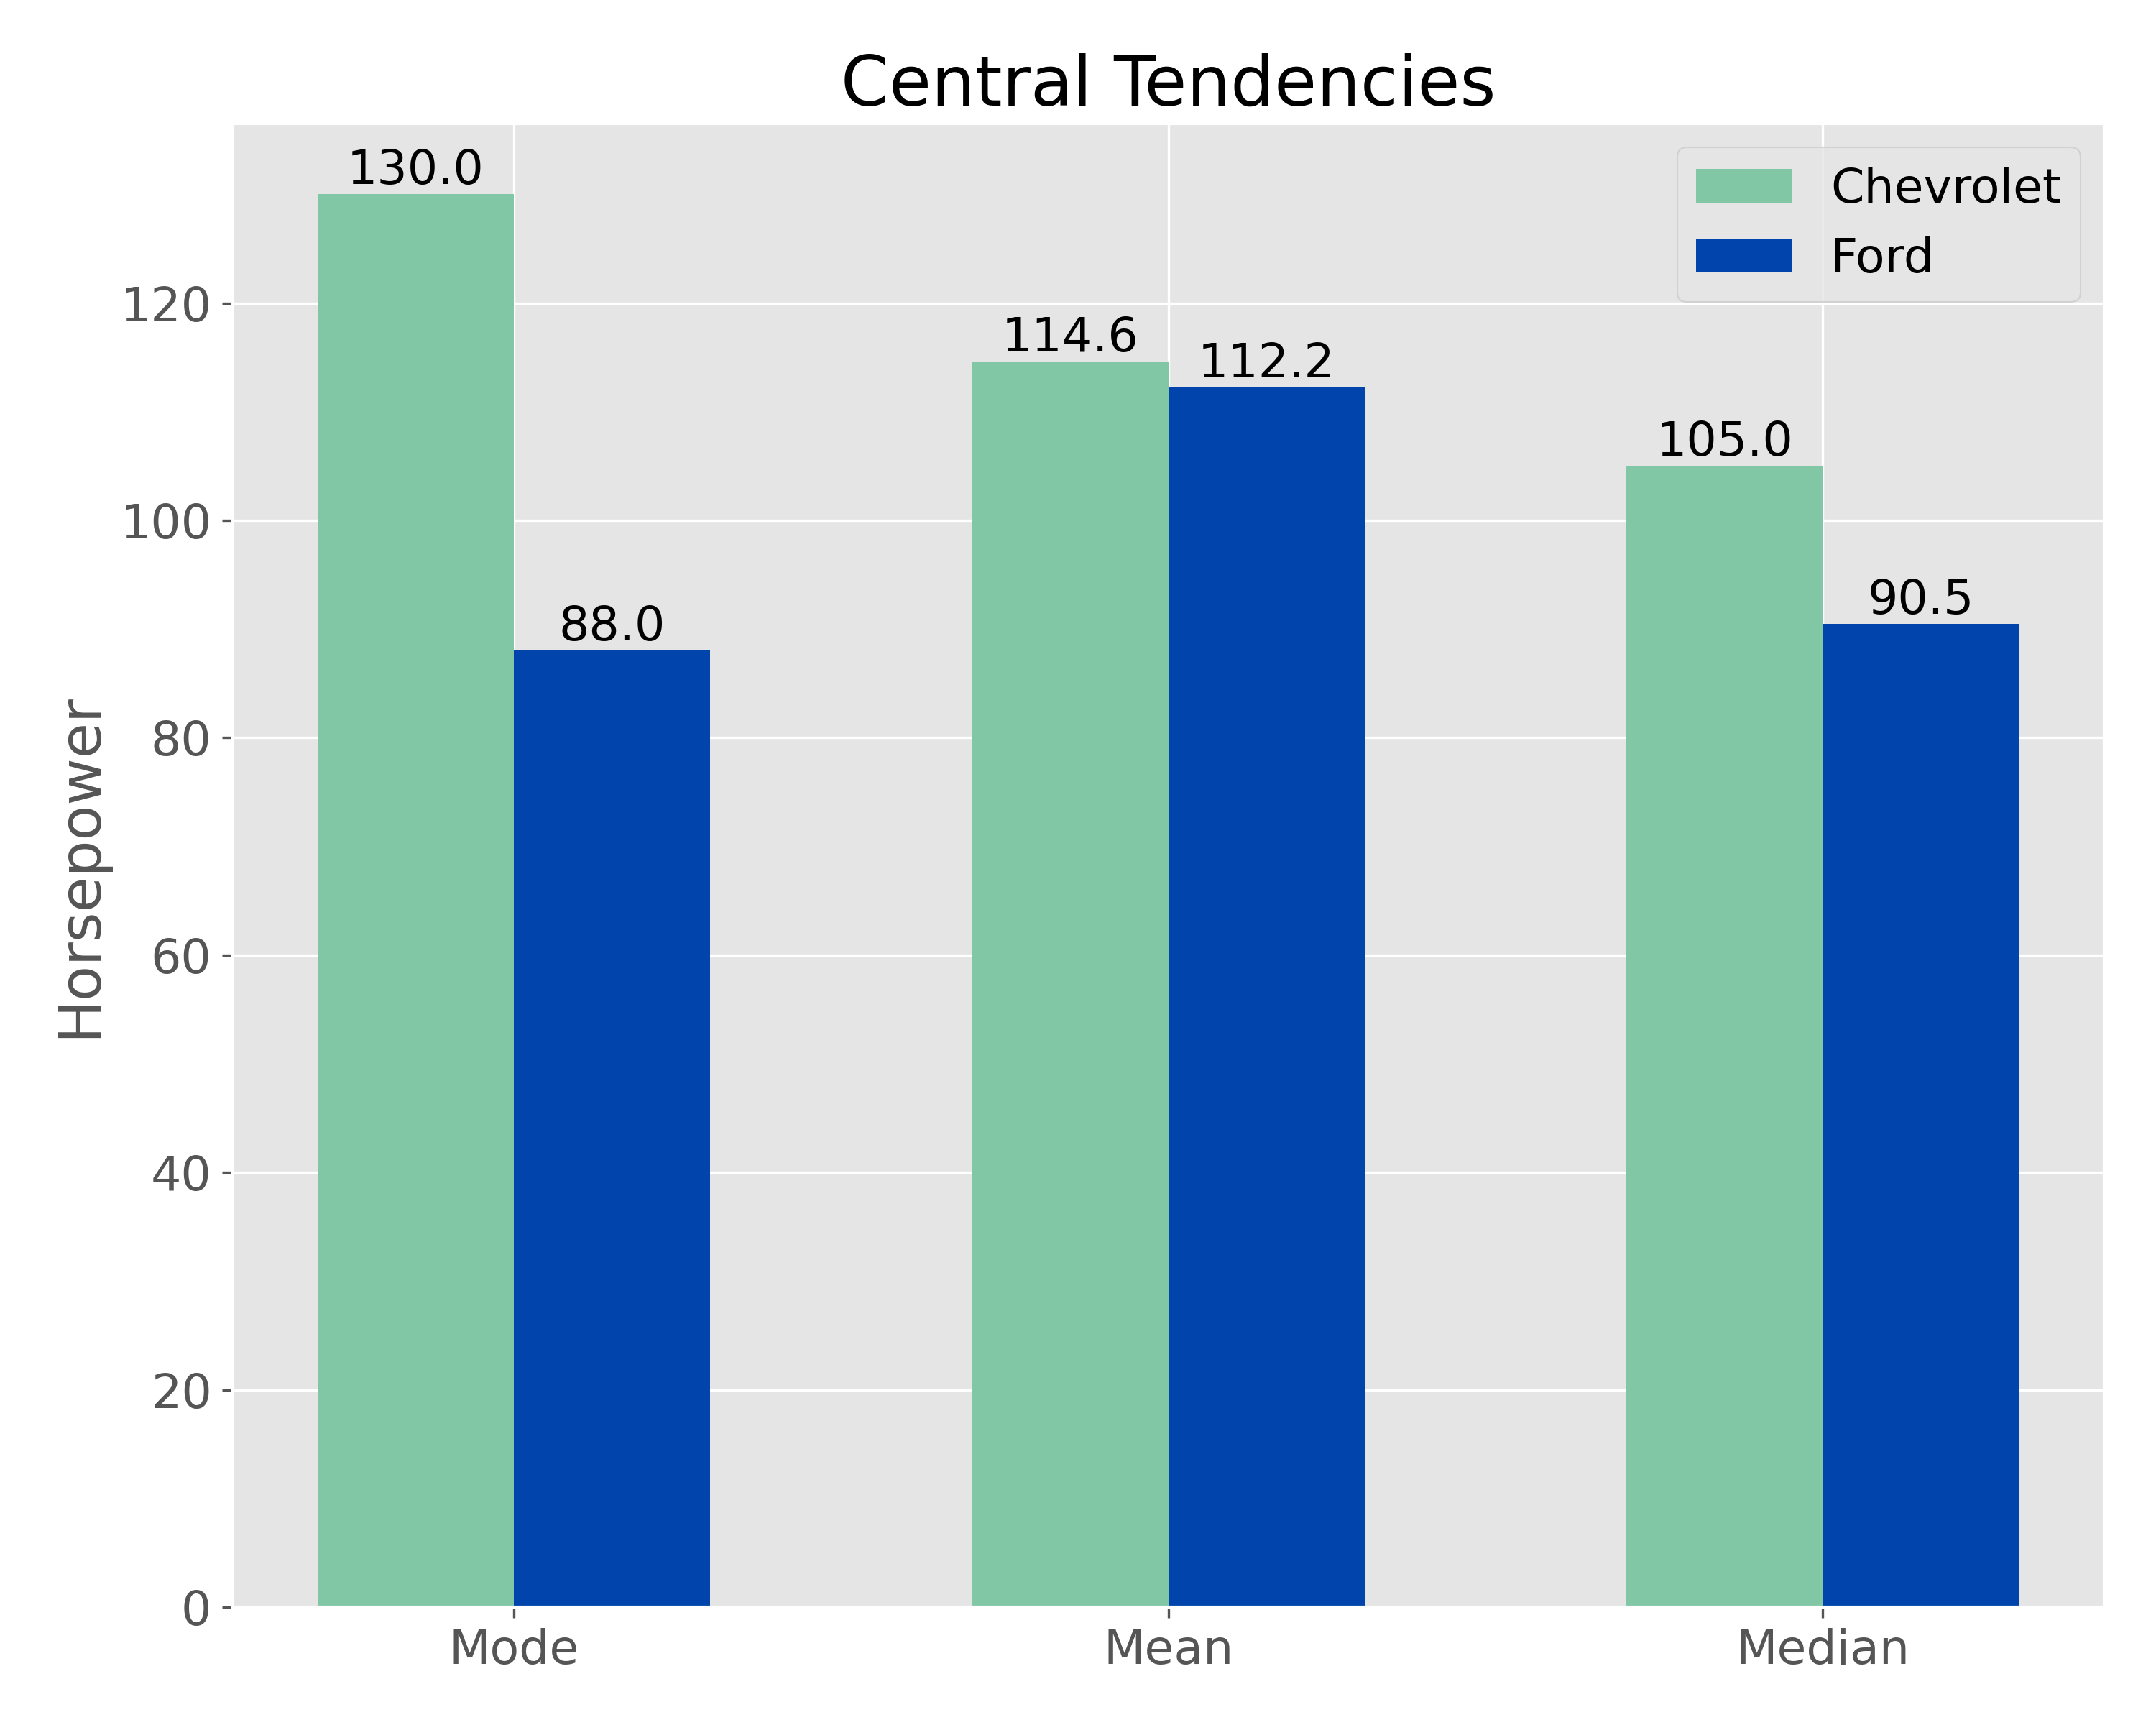 Central Tendencies
Chevrolet
Ford
130.0
88.0
114.6
112.2
105.0
90.5
Horsepower
120
100
80
60
40
20
0
Mode
Mean
Median